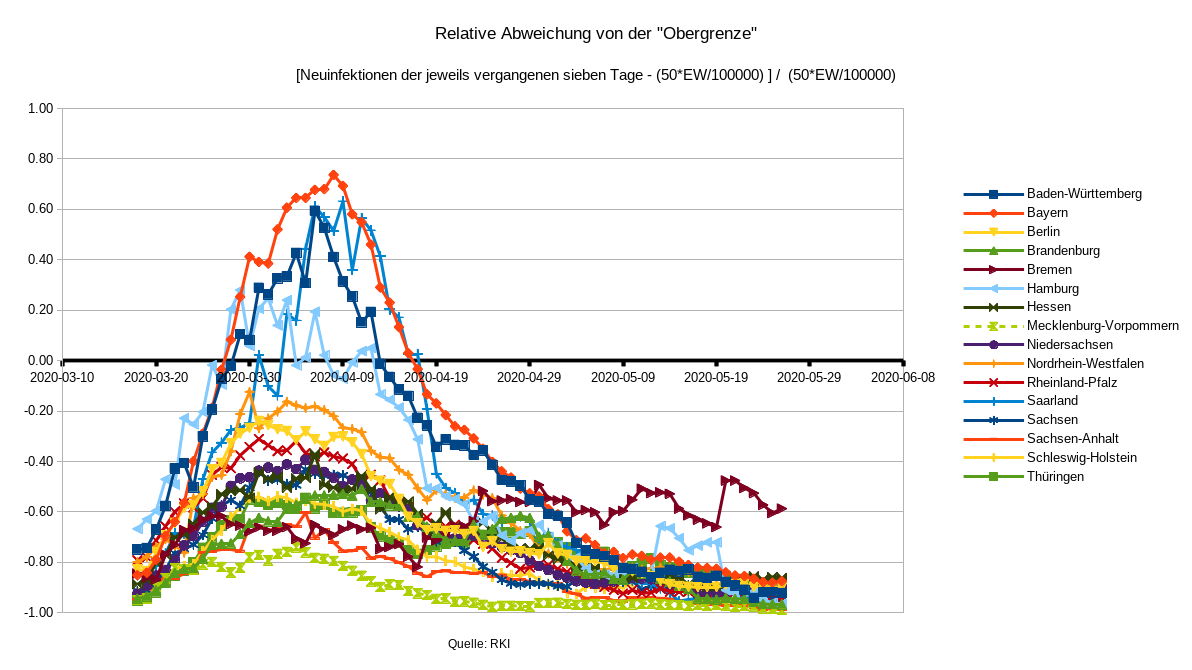 Relative Abweichung von der "Obergrenze"
[Neuinfektionen der jeweils vergangenen sieben Tage - (50*EW/100000) ] / (50*EW/100000)
1.00
0.80
0.60
0.40
0.20
0.00
-0.20
-0.40
-0.60
-0.80
-1.00
2020-03-10 2020-03-20 2020-03-30 2020-04-09 2020-04-19 2020-04-29 2020-05-09 2020-05-19 2020-05-29 2020-06-08
Baden-Württemberg
Bayern
Berlin
Brandenburg
Bremen
Hamburg
Hessen
Mecklenburg-Vorpommern
Niedersachsen
Nordrhein-Westfalen
Rheinland-Pfalz
Saarland
Sachsen
Sachsen-Anhalt
Schleswig-Holstein
Thüringen
Quelle: RKI